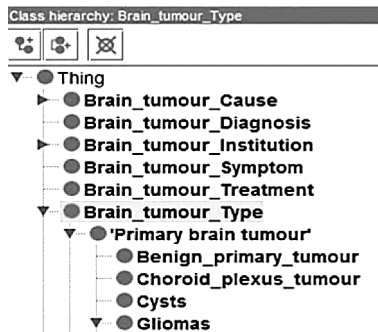 Class hierarchy: Brain_tumour_Type
Thing
Brain_tumour_Cause
Brain_tumour_Diagnosis
Brain_tumour_Institution
Brain_tumour_Symptom
Brain_tumour_Treatment
Brain_tumour_Type
'Primary brain tumour'
Benign_primary_tumour
Choroid_plexus_tumour
Cysts
Gliomas